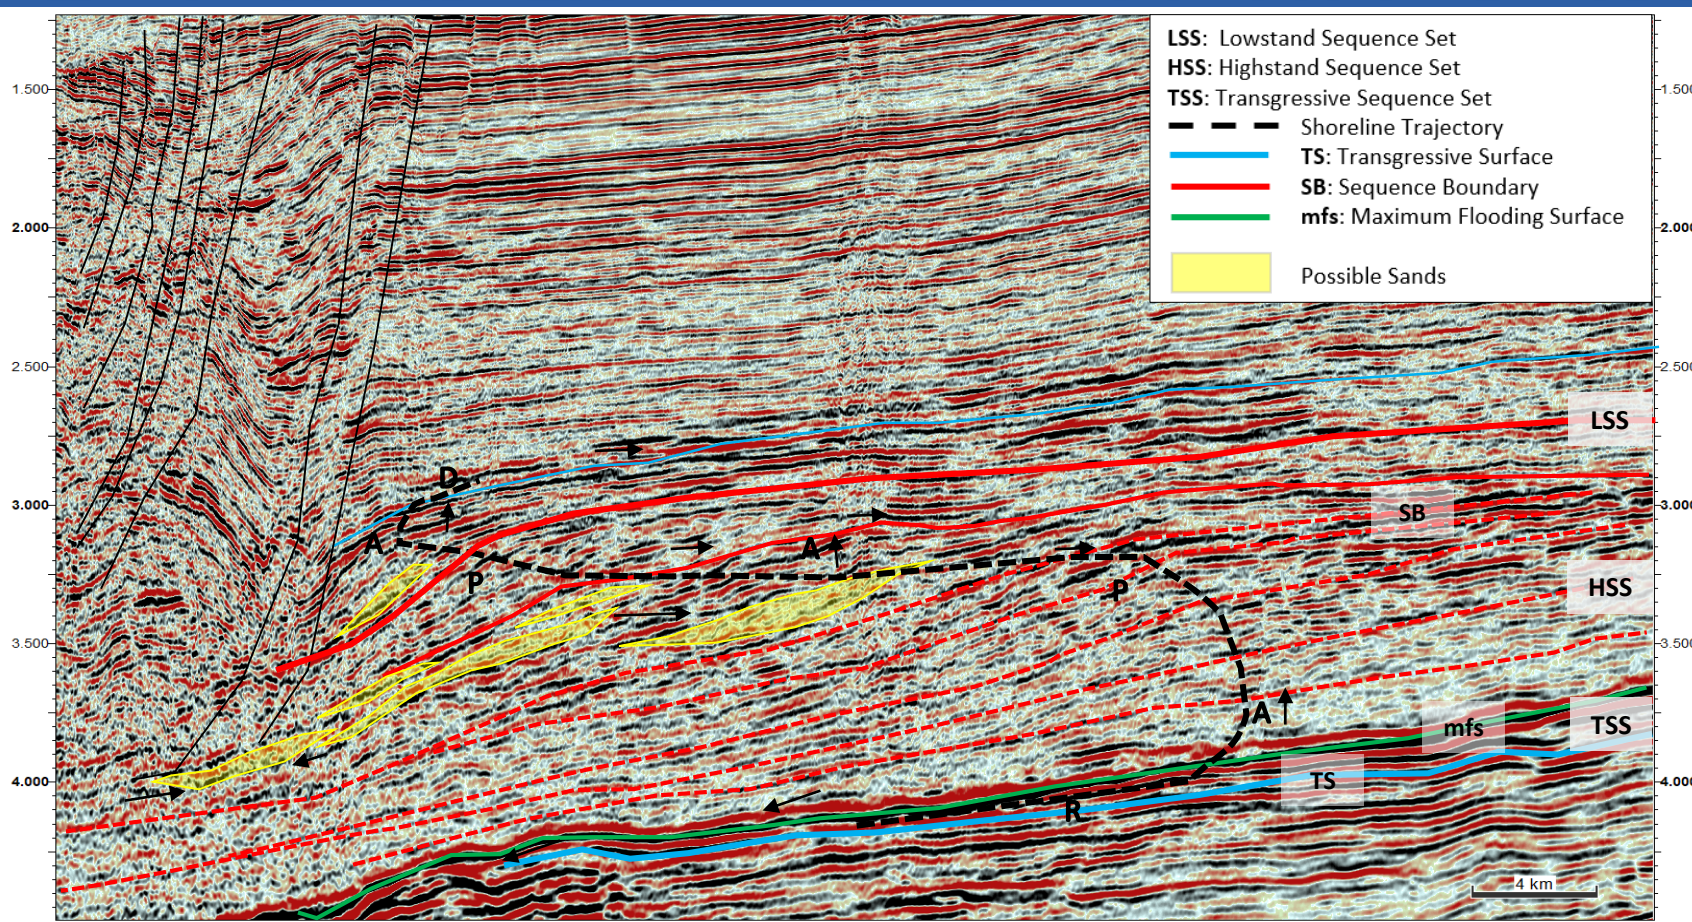 LSS: Lowstand Sequence Set
HSS: Highstand Sequence Set
TSS: Transgressive Sequence Set
Shoreline Trajectory
TS: Transgressive Surface
SB: Sequence Boundary
mfs: Maximum Flooding Surface
Possible Sands
1.500
1.500
2.000
2.000
2.500
2.500
LSS
D
3.000
SB
3.000
A
A
P
P
HSS
3.500
3.500
A
mfs
TSS
4.000
TS
4.000
R
4 km